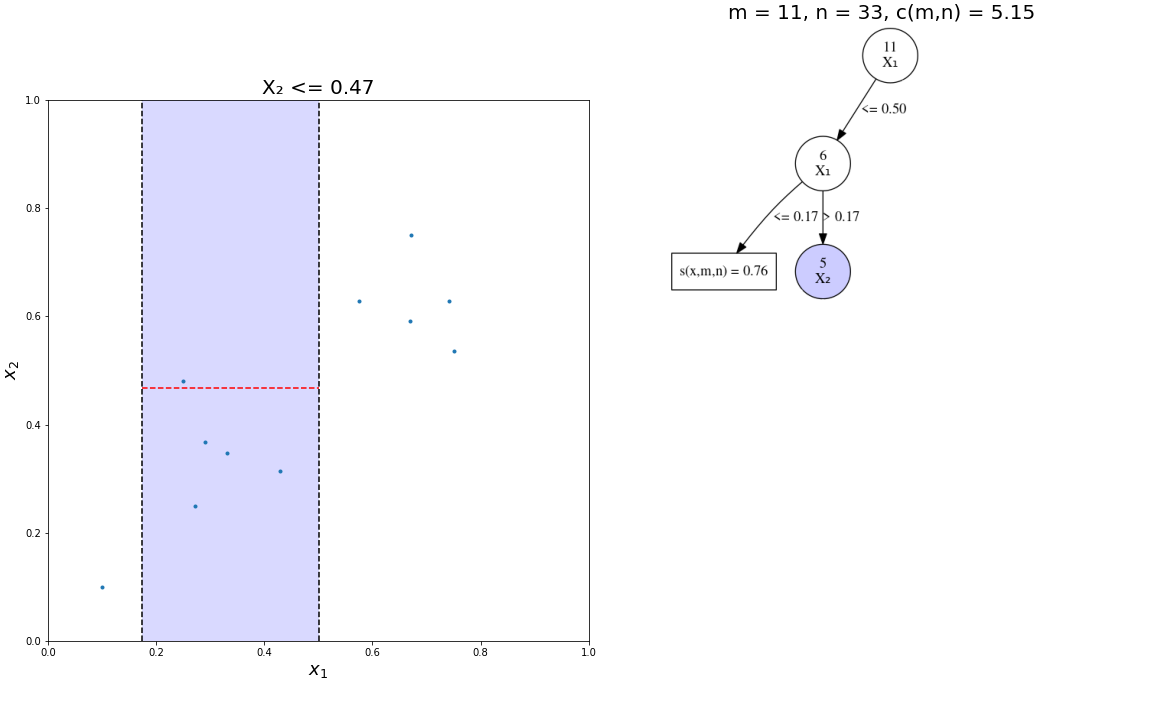 m = 11, n = 33, c(m,n) = 5.15
X₂ <= 0.47
1.0
0.8
0.6
0.4
0.2
0.0
x₂
0.0 0.2 0.4 0.6 0.8 1.0
x₁
11
X₁
<= 0.50
6
X₁
<= 0.17 > 0.17
s(x,m,n) = 0.76
5
X₂